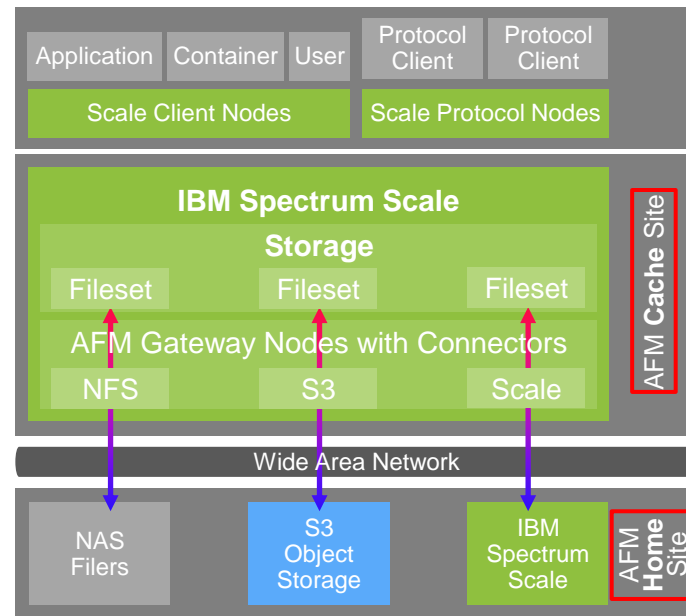 Application
Container
User
Protocol
Client
Protocol
Client
Scale Client Nodes
Scale Protocol Nodes
IBM Spectrum Scale
Storage
Fileset
Fileset
Fileset
AFM Gateway Nodes with Connectors
NFS
S3
Scale
AFM Cache Site
Wide Area Network
NAS
Filers
S3
Object
Storage
IBM
Spectrum
Scale
AFM
Home
Site